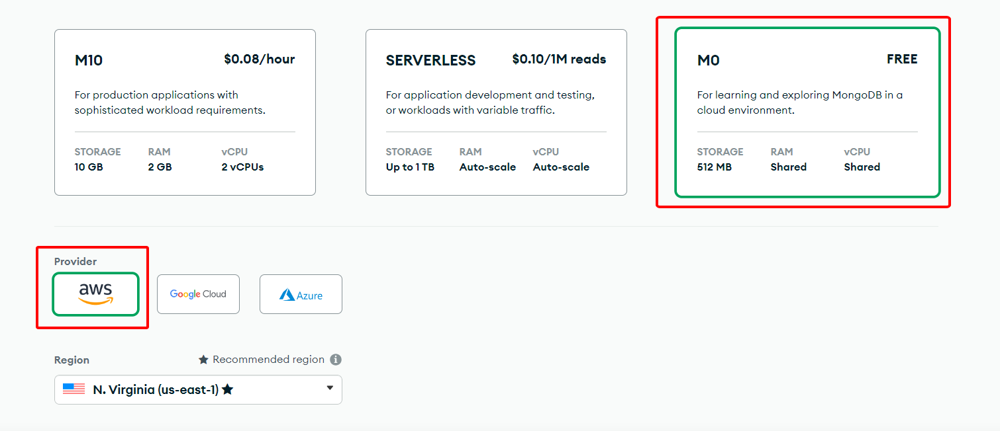 M10 $0.08/hour
For production applications with
sophisticated workload requirements.
STORAGE RAM vCPU
10 GB 2 GB 2 vCPUs
SERVERLESS $0.10/1M reads
For application development and testing,
or workloads with variable traffic.
STORAGE RAM vCPU
Up to 1 TB Auto-scale Auto-scale
M0 FREE
For learning and exploring MongoDB in a
cloud environment.
STORAGE RAM vCPU
512 MB Shared Shared
Provider
aws Google Cloud Azure
Region ★ Recommended region i
N. Virginia (us-east-1) ★